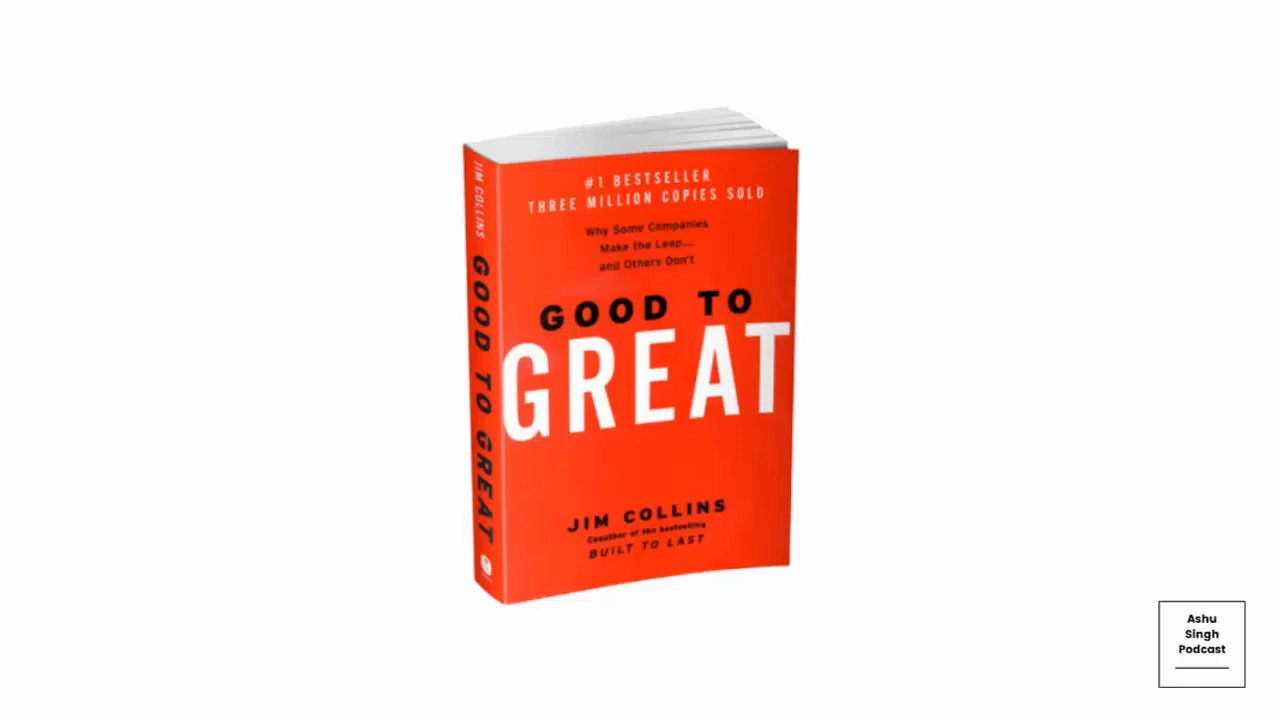 #1 BESTSELLER
THREE MILLION COPIES SOLD
Why Some Companies
Make the Leap...
and Others Don't
GOOD TO
GREAT
JIM COLLINS
Coauthor of the bestselling
BUILT TO LAST
JIM COLLINS GOOD TO GREAT
Ashu
Singh
Podcast